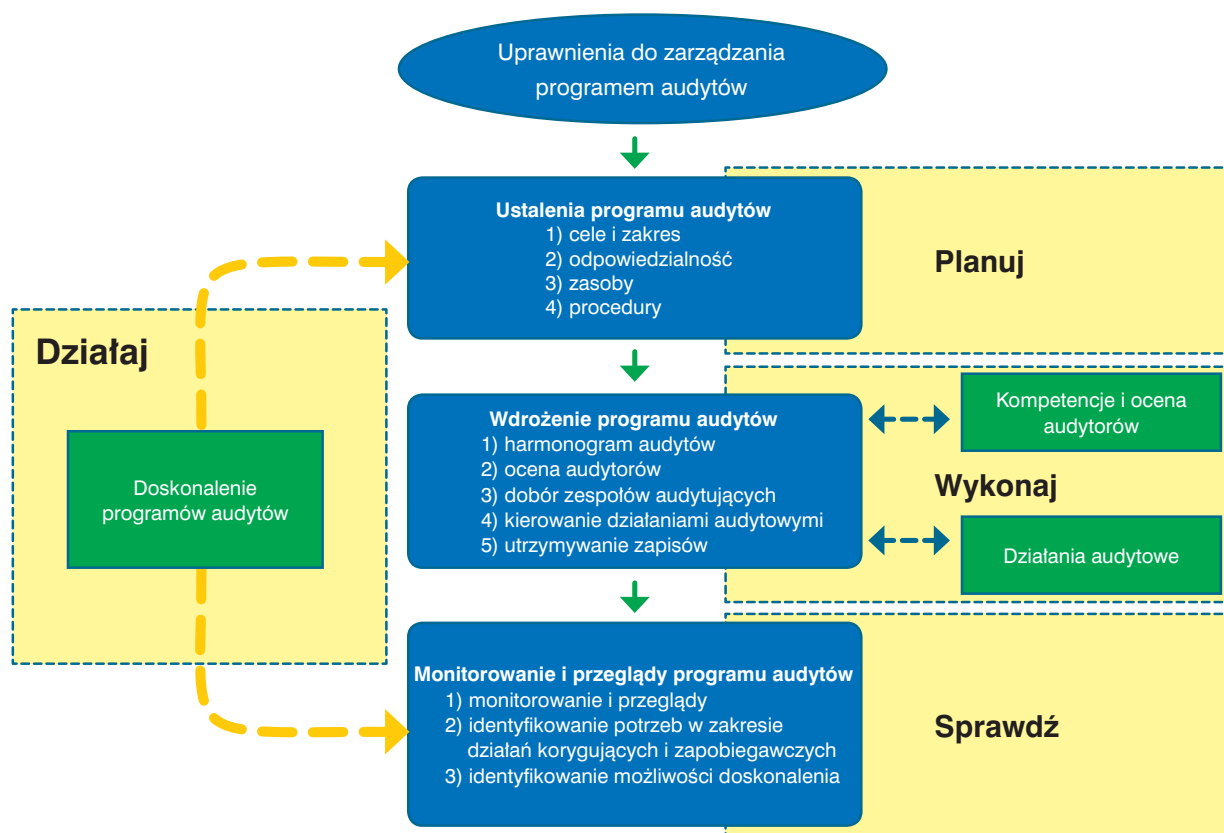 Uprawnienia do zarządzania
programem audytów
Ustalenia programu audytów
1) cele i zakres
2) odpowiedzialność
3) zasoby
4) procedury
Planuj
Działaj
Doskonalenie
programów audytów
Wdrożenie programu audytów
1) harmonogram audytów
2) ocena audytorów
3) dobór zespołów audytujących
4) kierowanie działaniami audytowymi
5) utrzymywanie zapisów
Kompetencje i ocena
audytorów
Wykonaj
Działania audytowe
Monitorowanie i przeglądy programu audytów
1) monitorowanie i przeglądy
2) identyfikowanie potrzeb w zakresie
działań korygujących i zapobiegawczych
3) identyfikowanie możliwości doskonalenia
Sprawdź